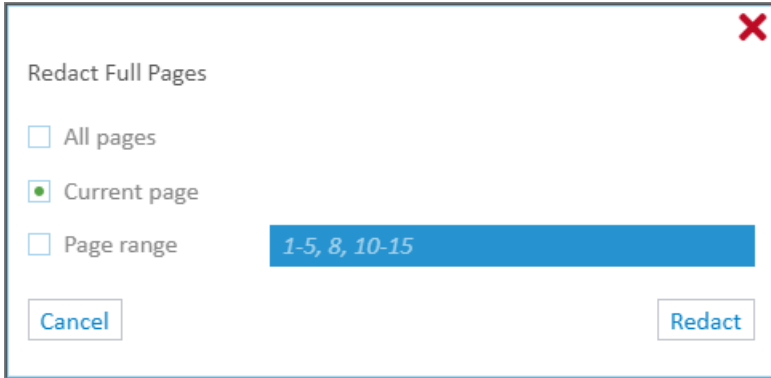 Redact Full Pages
All pages
Current page
Page range 1-5, 8, 10-15
Cancel Redact